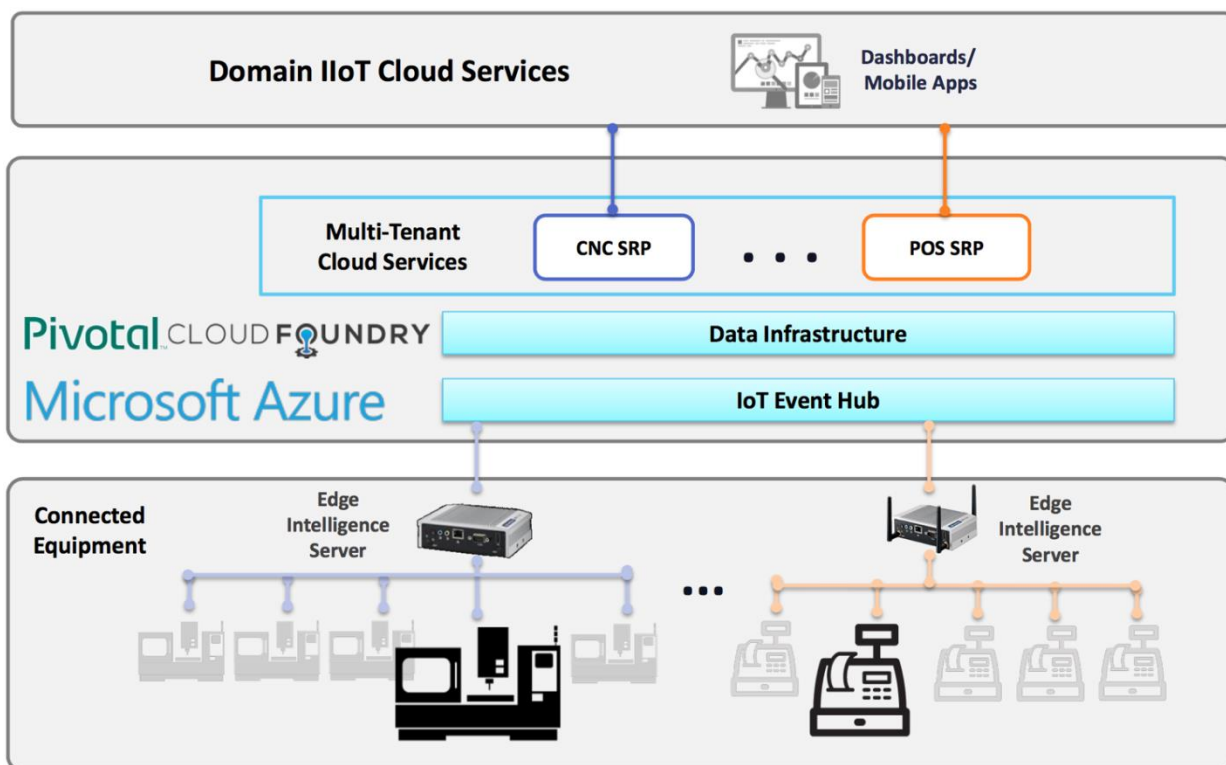 Domain IIoT Cloud Services
Dashboards/
Mobile Apps
Multi-Tenant
Cloud Services
CNC SRP
...
POS SRP
Pivotal™ CLOUD FOUNDRY
Data Infrastructure
Microsoft Azure
IoT Event Hub
Connected
Equipment
Edge
Intelligence
Server
...
Edge
Intelligence
Server